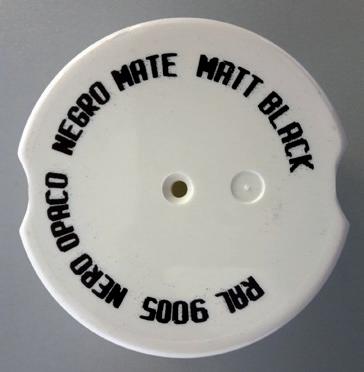 NEGRO MATE
MATT BLACK
RAL 9005
NERO OPACO